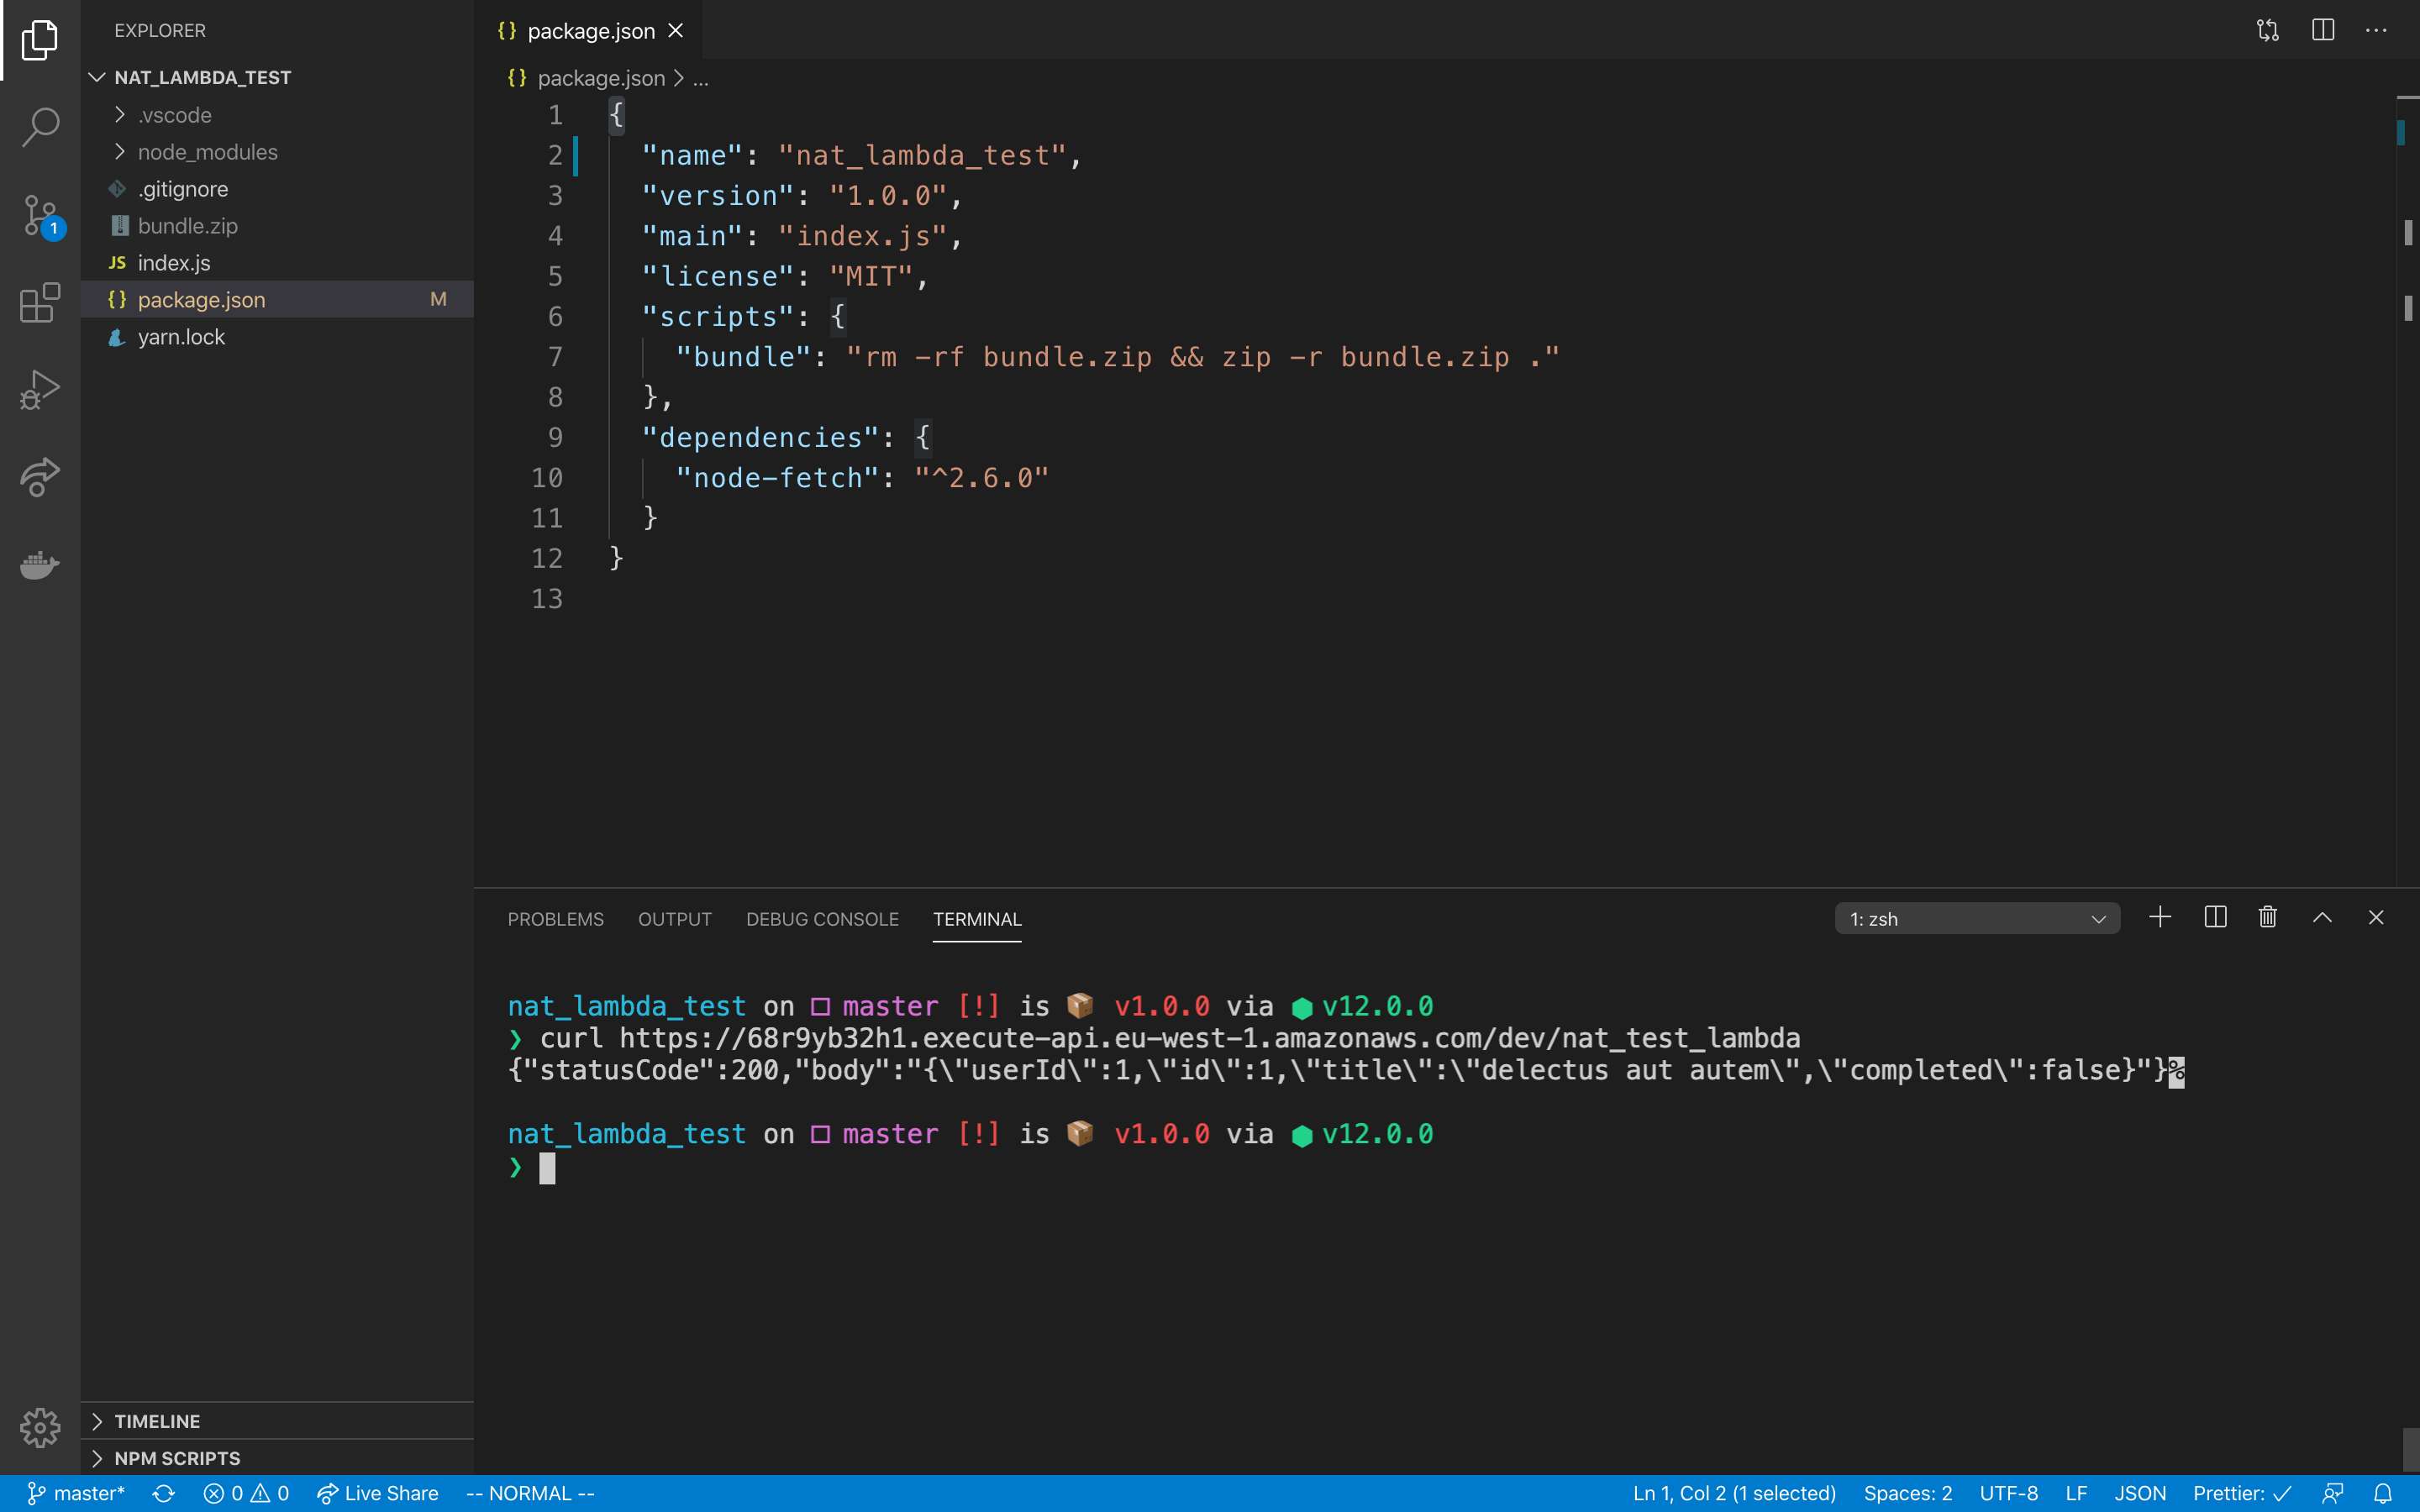 EXPLORER
NAT_LAMBDA_TEST
.vscode
node_modules
.gitignore
bundle.zip
JS index.js
{} package.json M
yarn.lock
1
TIMELINE
NPM SCRIPTS
{} package.json
{} package.json > ...
1 {
2 "name": "nat_lambda_test",
3 "version": "1.0.0",
4 "main": "index.js",
5 "license": "MIT",
6 "scripts": {
7 "bundle": "rm -rf bundle.zip && zip -r bundle.zip ."
8 },
9 "dependencies": {
10 "node-fetch": "^2.6.0"
11 }
12 }
13
PROBLEMS OUTPUT DEBUG CONSOLE TERMINAL 1: zsh
nat_lambda_test on master [!] is 📦 v1.0.0 via ⬢ v12.0.0
❯ curl https://68r9yb32h1.execute-api.eu-west-1.amazonaws.com/dev/nat_test_lambda
{"statusCode":200,"body":"{\"userId\":1,\"id\":1,\"title\":\"delectus aut autem\",\"completed\":false}"}%
nat_lambda_test on master [!] is 📦 v1.0.0 via ⬢ v12.0.0
❯
master* 0 0 Live Share -- NORMAL -- Ln 1, Col 2 (1 selected) Spaces: 2 UTF-8 LF JSON Prettier: ✓